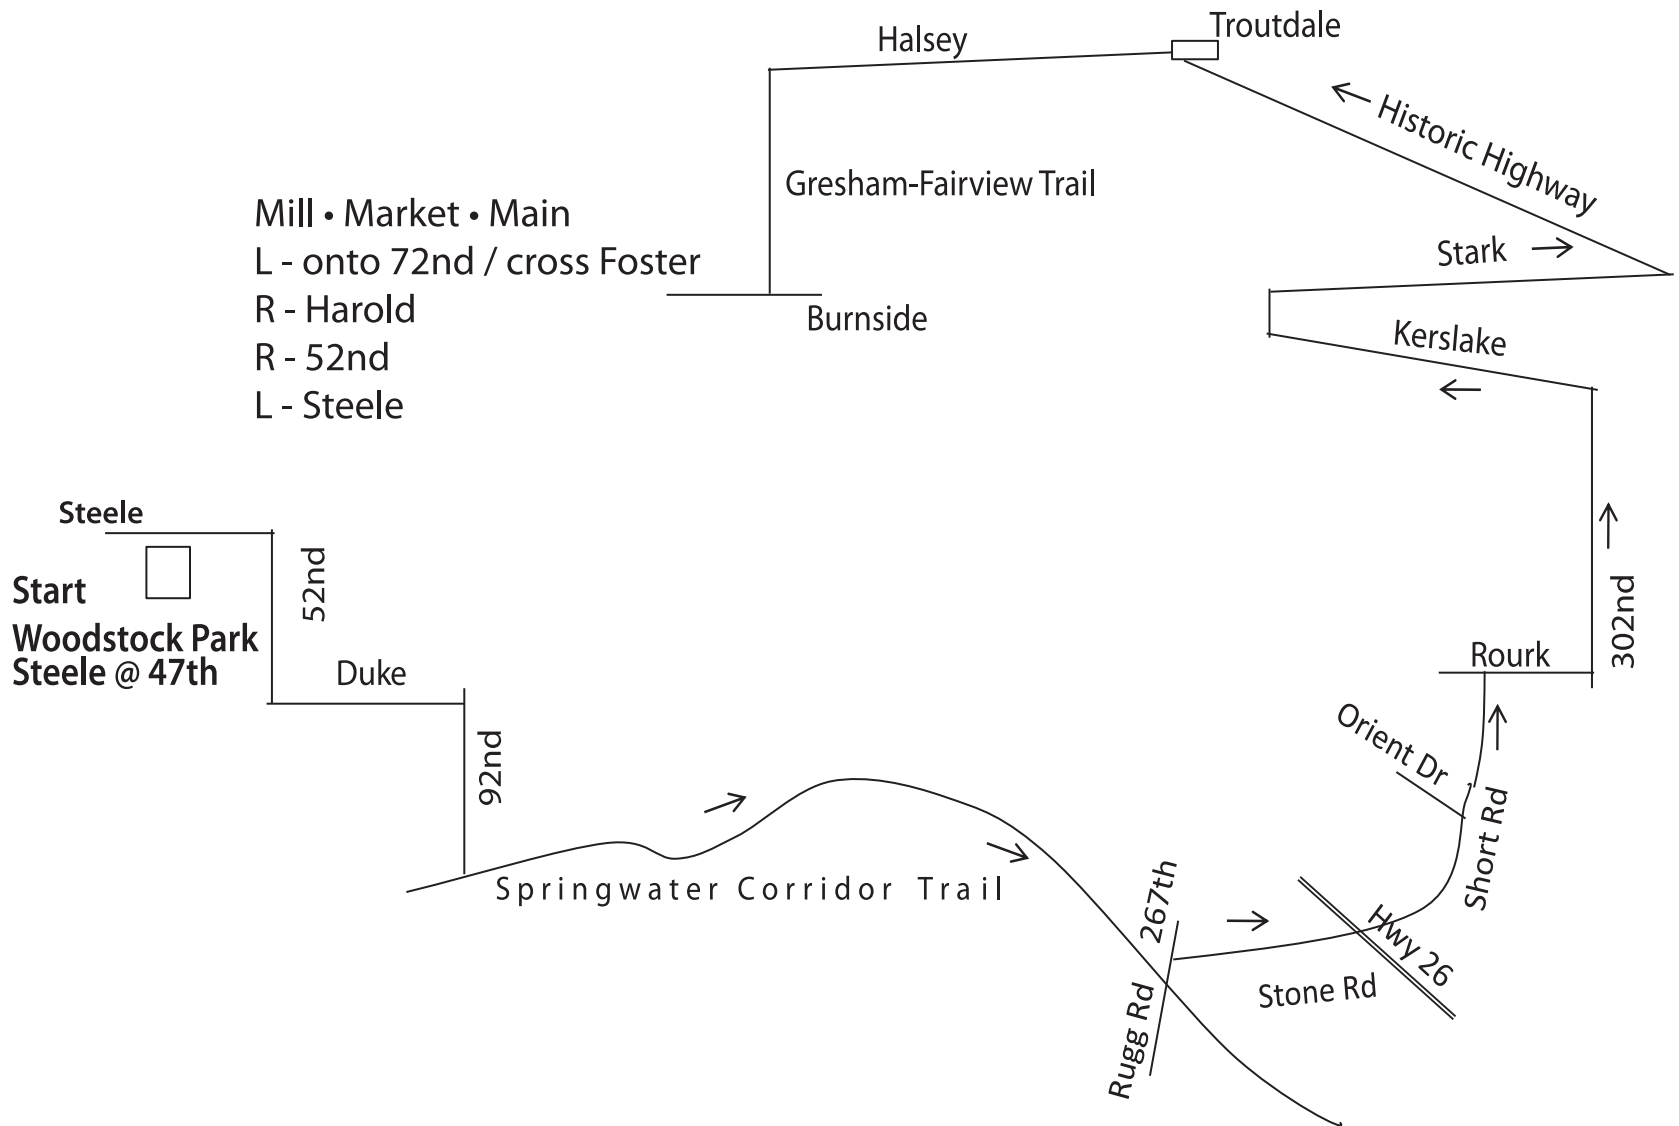 Troutdale
Halsey
Historic Highway
Gresham-Fairview Trail
Mill • Market • Main
L - onto 72nd / cross Foster
R - Harold
R - 52nd
L - Steele
Stark
Burnside
Kerslake
Steele
52nd
Start
Woodstock Park
Steele @ 47th
Duke
302nd
Rourk
Orient Dr
92nd
Short Rd
Springwater Corridor Trail
267th
Hwy 26
Stone Rd
Rugg Rd